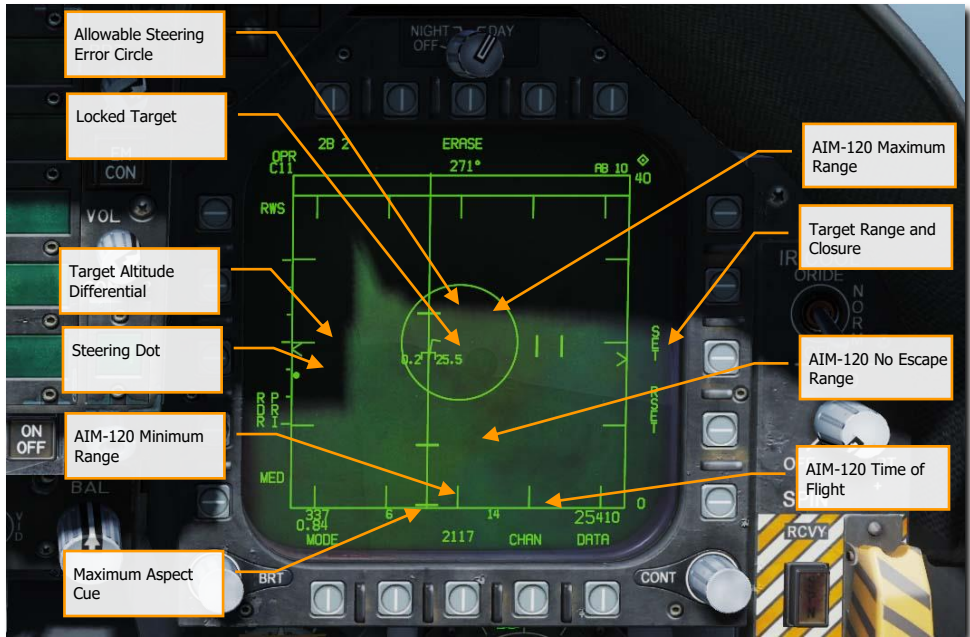 Allowable Steering
Error Circle
NIGHT
DAY
OFF
Locked Target
2B 2
ERASE
OPR
C11
271°
AB 10
40
AIM-120 Maximum
Range
EM
CON
RWS
VOL
Target Range and
Closure
IR
ORIDE
NOR
Target Altitude
Differential
SET
Steering Dot
0.2
25.5
AIM-120 No Escape
Range
RDR
PRI
RSET
ON
OFF
AIM-120 Minimum
Range
MED
BAL
AIM-120 Time of
Flight
0
337
6
14
25410
0.84
MODE
2117
CHAN
DATA
RCVY
Maximum Aspect
Cue
BRT
CONT